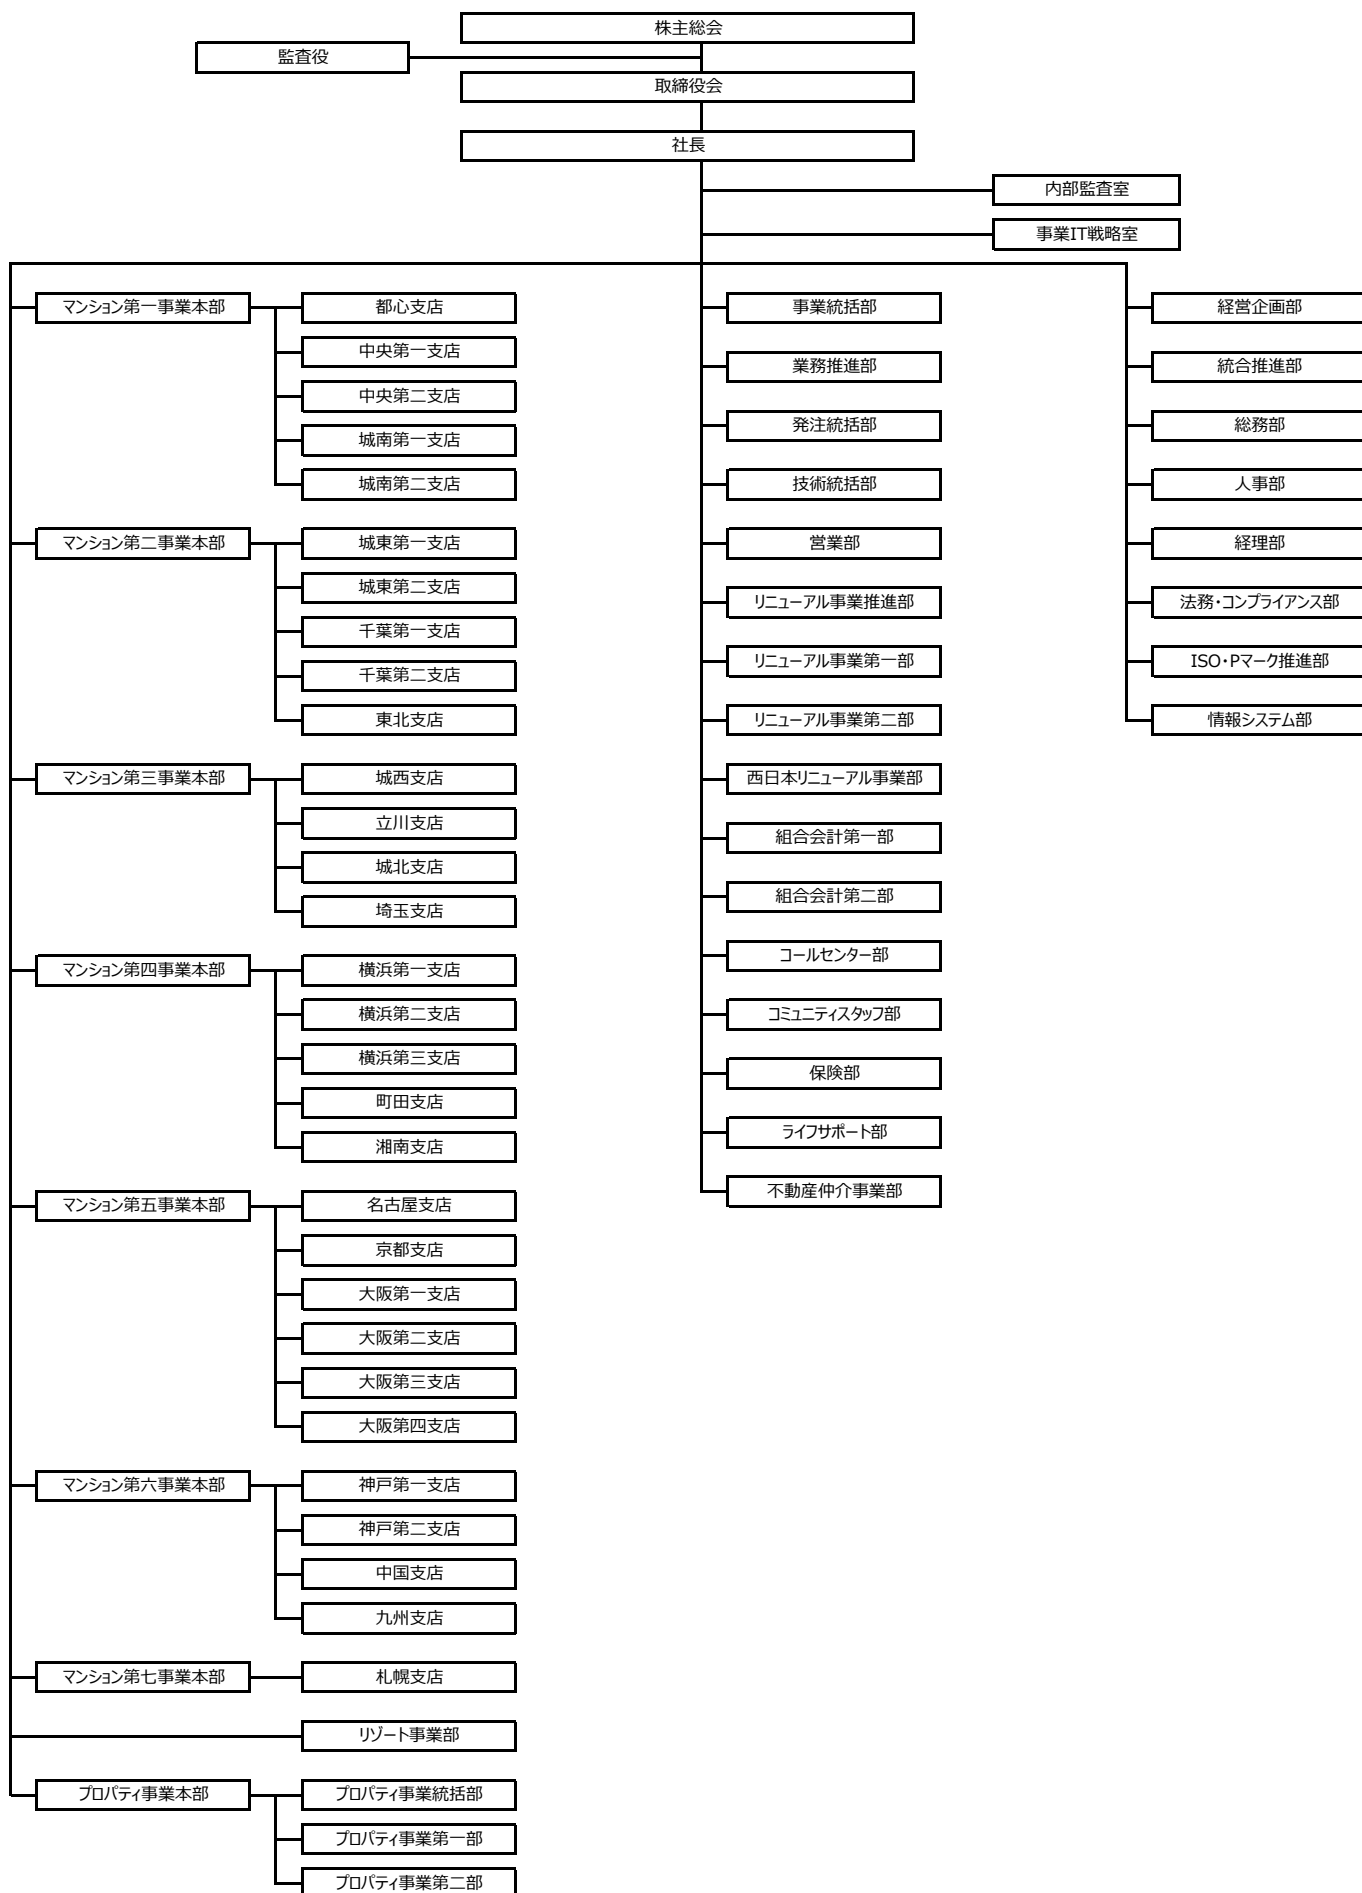 株主総会
監査役
取締役会
社長
内部監査室
事業IT戦略室
マンション第一事業本部
都心支店
中央第一支店
中央第二支店
城南第一支店
城南第二支店
マンション第二事業本部
城東第一支店
城東第二支店
千葉第一支店
千葉第二支店
東北支店
マンション第三事業本部
城西支店
立川支店
城北支店
埼玉支店
マンション第四事業本部
横浜第一支店
横浜第二支店
横浜第三支店
町田支店
湘南支店
マンション第五事業本部
名古屋支店
京都支店
大阪第一支店
大阪第二支店
大阪第三支店
大阪第四支店
マンション第六事業本部
神戸第一支店
神戸第二支店
中国支店
九州支店
マンション第七事業本部
札幌支店
リゾート事業部
プロパティ事業本部
プロパティ事業統括部
プロパティ事業第一部
プロパティ事業第二部
事業統括部
業務推進部
発注統括部
技術統括部
営業部
リニューアル事業推進部
リニューアル事業第一部
リニューアル事業第二部
西日本リニューアル事業部
組合会計第一部
組合会計第二部
コールセンター部
コミュニティスタッフ部
保険部
ライフサポート部
不動産仲介事業部
経営企画部
統合推進部
総務部
人事部
経理部
法務・コンプライアンス部
ISO・Pマーク推進部
情報システム部